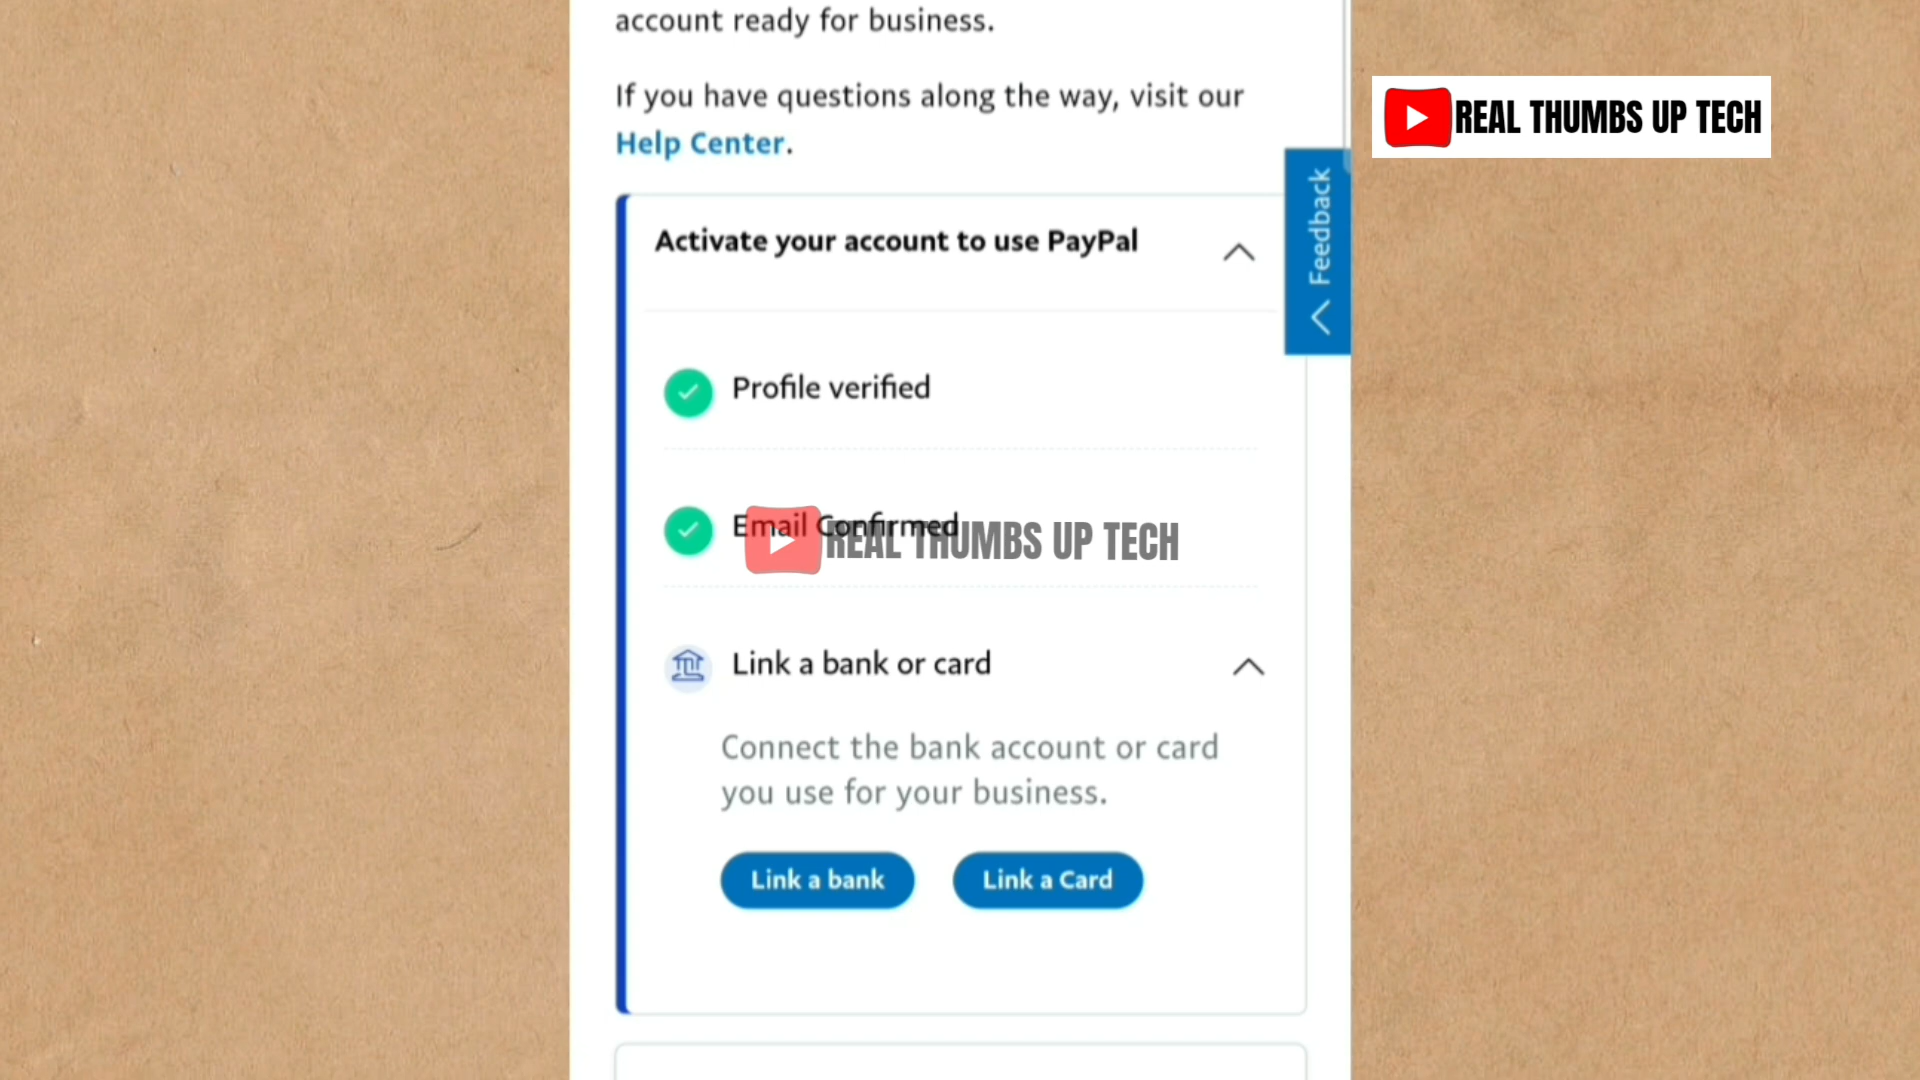 account ready for business.
If you have questions along the way, visit our
Help Center.
REAL THUMBS UP TECH
Feedback
Activate your account to use PayPal
Profile verified
Email Confirmed
REAL THUMBS UP TECH
Link a bank or card
Connect the bank account or card
you use for your business.
Link a bank
Link a Card